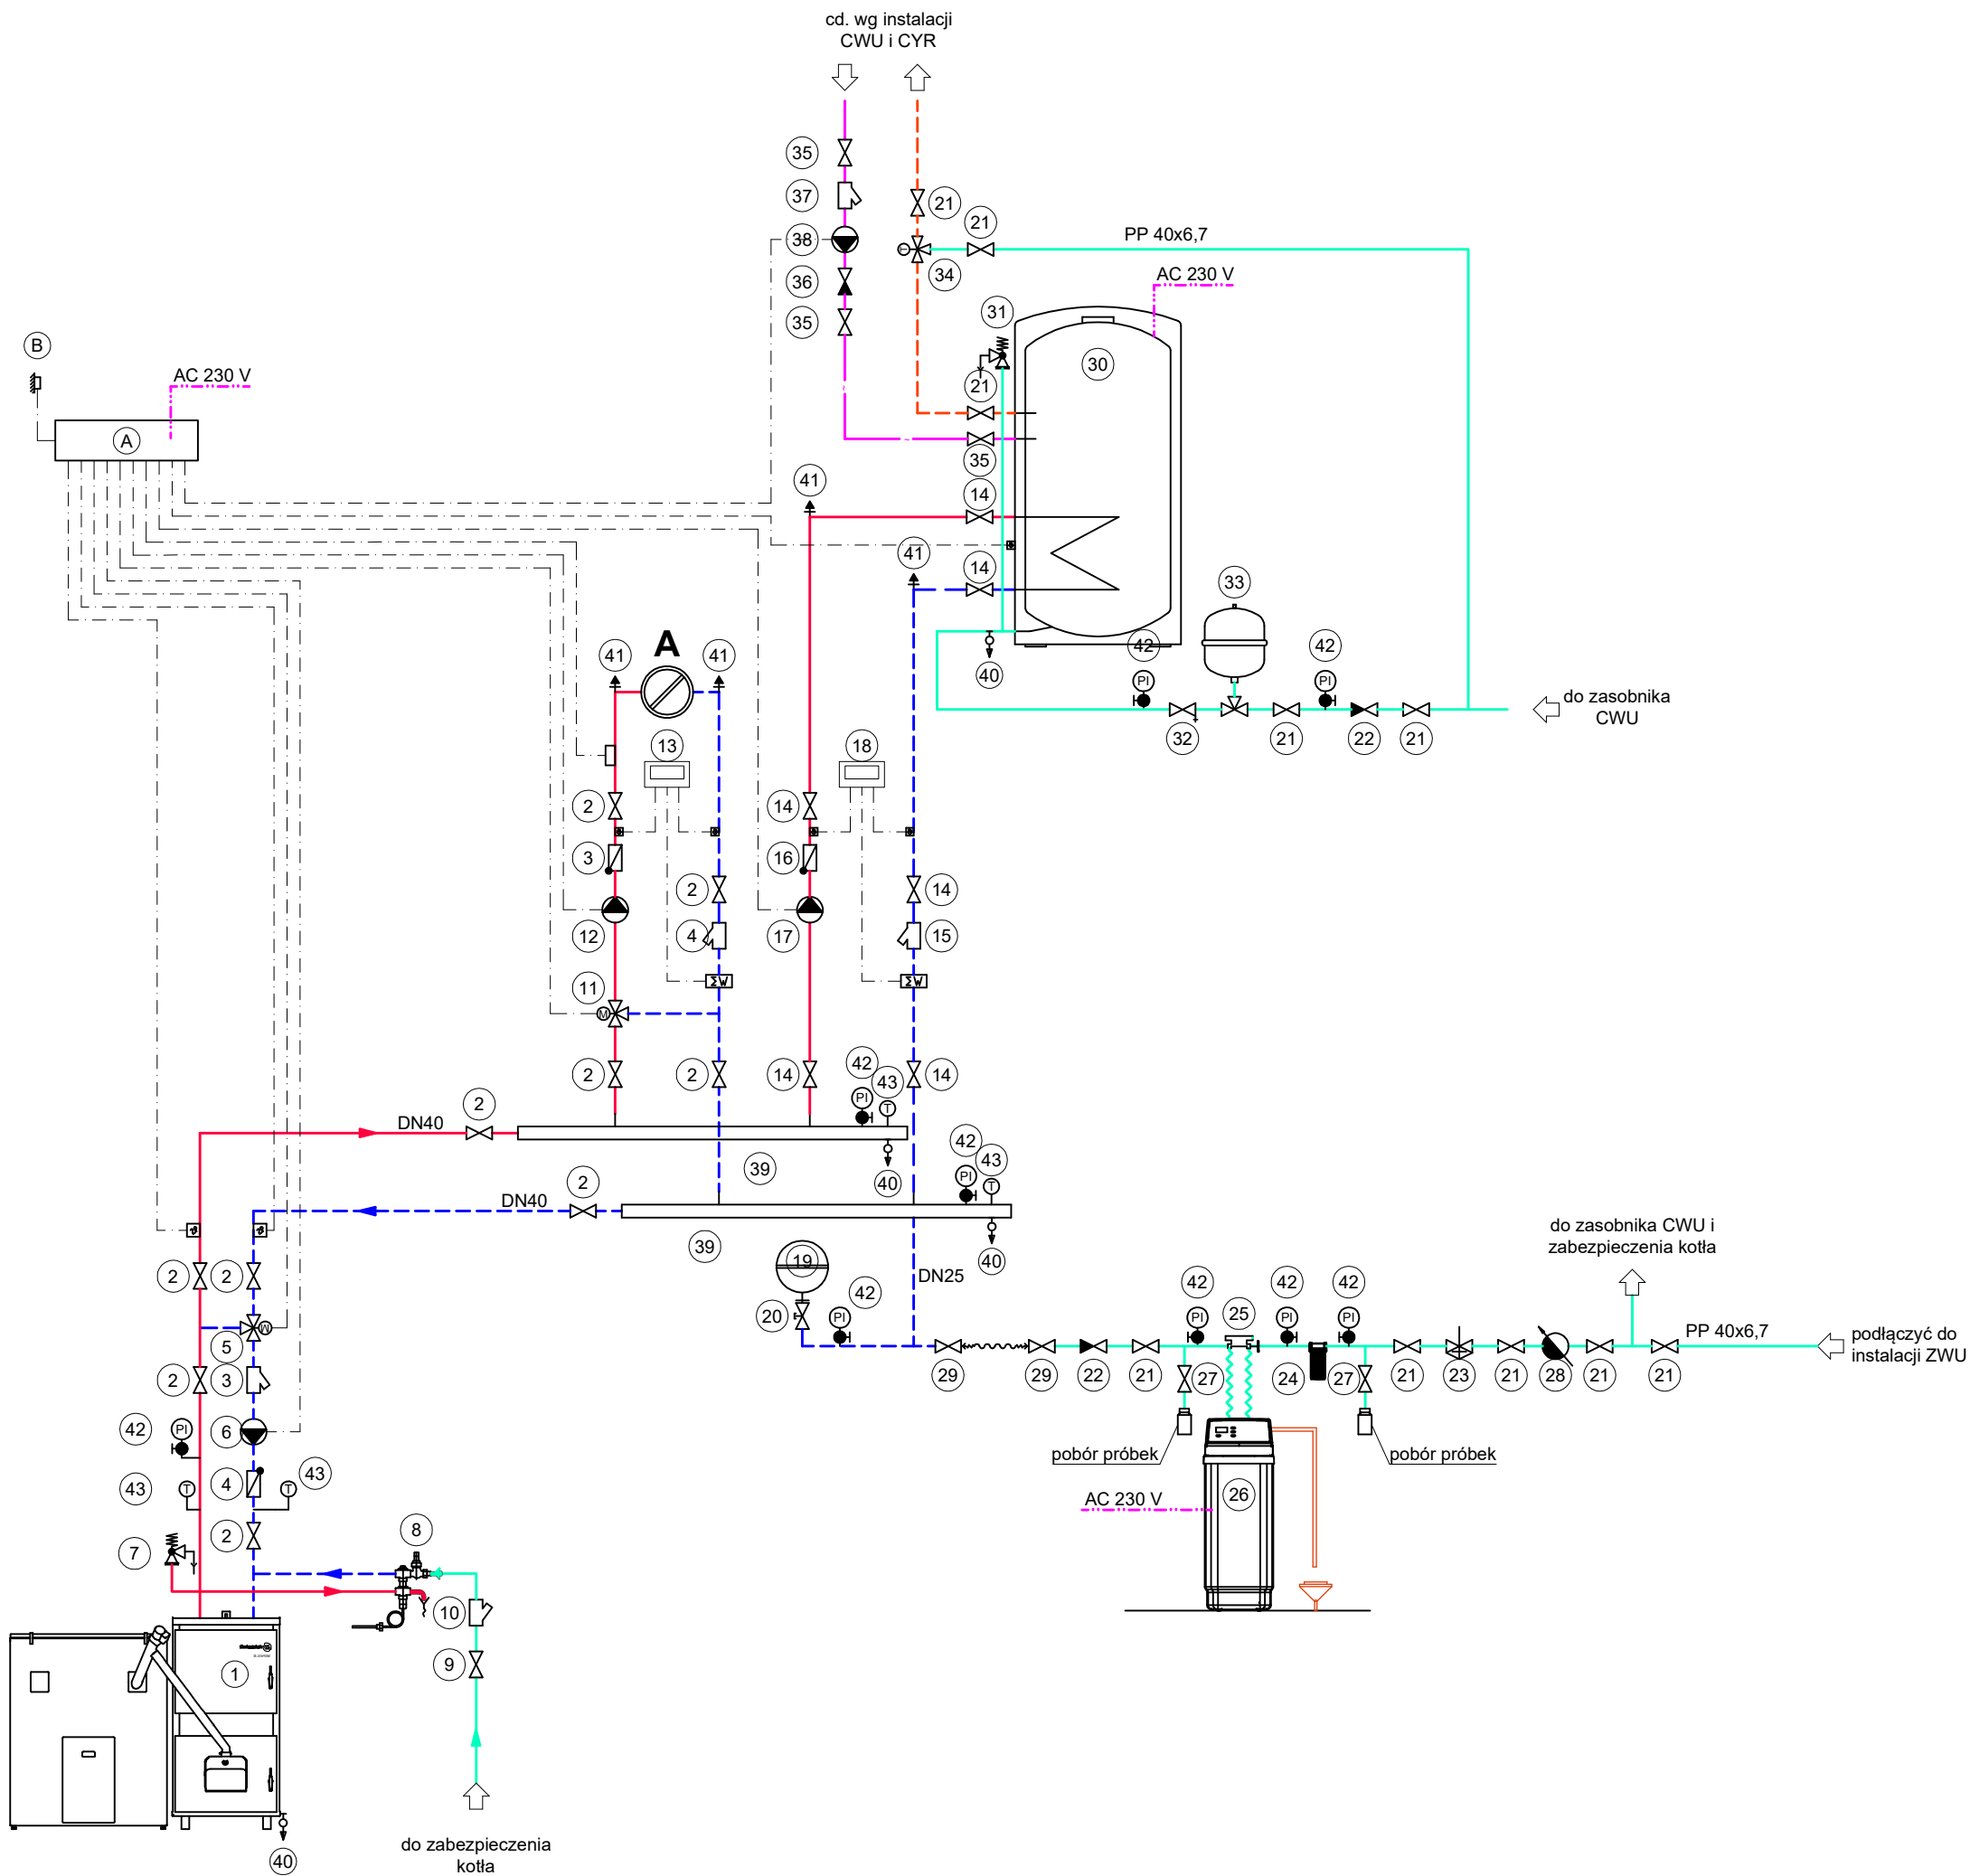 cd. wg instalacji
CWU i CYR
35
37
21
21
PP 40x6,7
38
34
AC 230 V
36
31
35
B
30
AC 230 V
21
A
35
41
14
41
14
33
A
42
42
41
41
40
PI
PI
do zasobnika
CWU
13
18
32
21
22
21
2
14
3
16
2
14
12
4
17
15
ΣW
ΣW
11
M
42
43
2
2
14
PI
14
T
2
DN40
42
43
39
40
PI
T
2
DN40
39
40
do zasobnika CWU i
zabezpieczenia kotła
19
DN25
2
2
42
42
42
42
20
PI
PI
25
PI
PI
M
PP 40x6,7
podłączyć do
instalacji ZWU
5
29
29
22
21
27
24
27
21
23
21
28
21
21
2
3
42
PI
6
pobór próbek
pobór próbek
43
T
4
T
43
26
AC 230 V
2
7
8
10
9
1
do zabezpieczenia
kotła
40